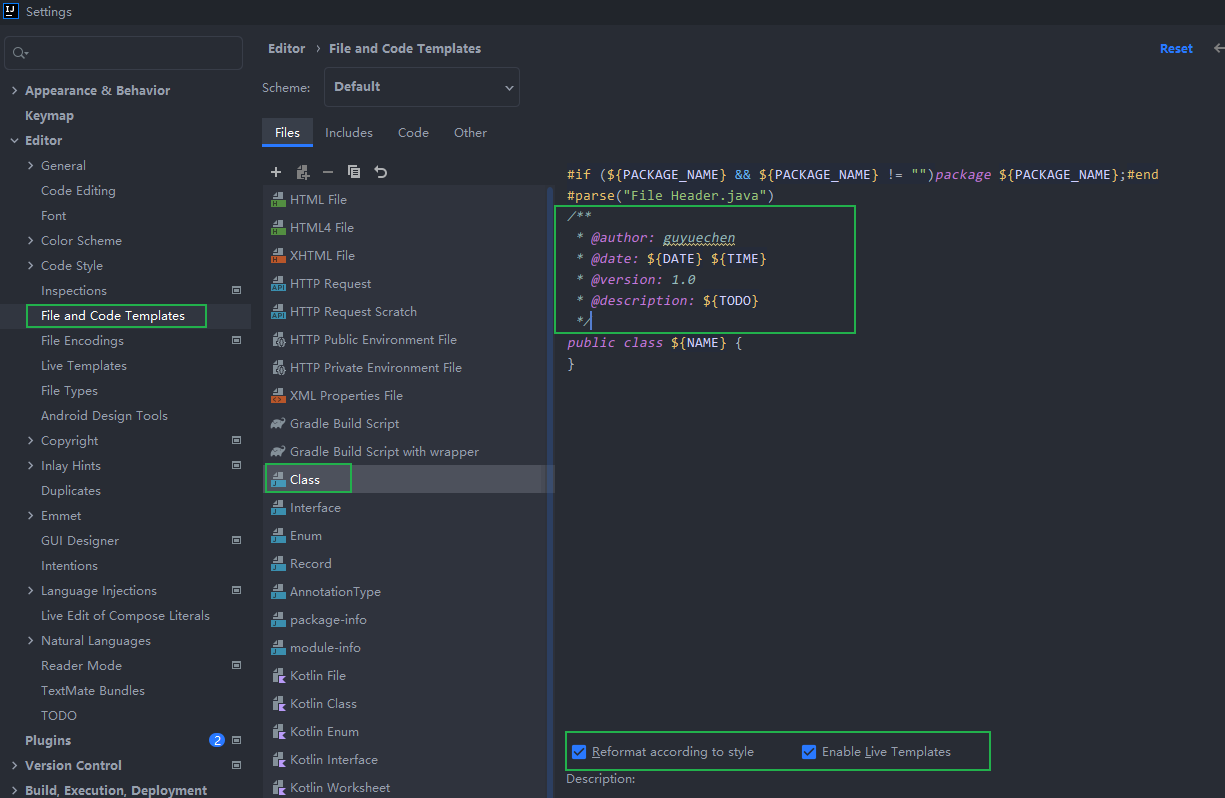 IJ
Settings
Appearance & Behavior
Keymap
Editor
General
Code Editing
Font
Color Scheme
Code Style
Inspections
File and Code Templates
File Encodings
Live Templates
File Types
Android Design Tools
Copyright
Inlay Hints
Duplicates
Emmet
GUI Designer
Intentions
Language Injections
Live Edit of Compose Literals
Natural Languages
Reader Mode
TextMate Bundles
TODO
Plugins 2
Version Control
Build, Execution, Deployment
Editor › File and Code Templates
Reset
Scheme: Default
Files Includes Code Other
HTML File
HTML4 File
XHTML File
HTTP Request
HTTP Request Scratch
HTTP Public Environment File
HTTP Private Environment File
XML Properties File
Gradle Build Script
Gradle Build Script with wrapper
Class
Interface
Enum
Record
AnnotationType
package-info
module-info
Kotlin File
Kotlin Class
Kotlin Enum
Kotlin Interface
Kotlin Worksheet
#if (${PACKAGE_NAME} && ${PACKAGE_NAME} != "")package ${PACKAGE_NAME};#end
#parse("File Header.java")
/**
 * @author: guyuechen
 * @date: ${DATE} ${TIME}
 * @version: 1.0
 * @description: ${TODO}
 */
public class ${NAME} {
}
Reformat according to style Enable Live Templates
Description: